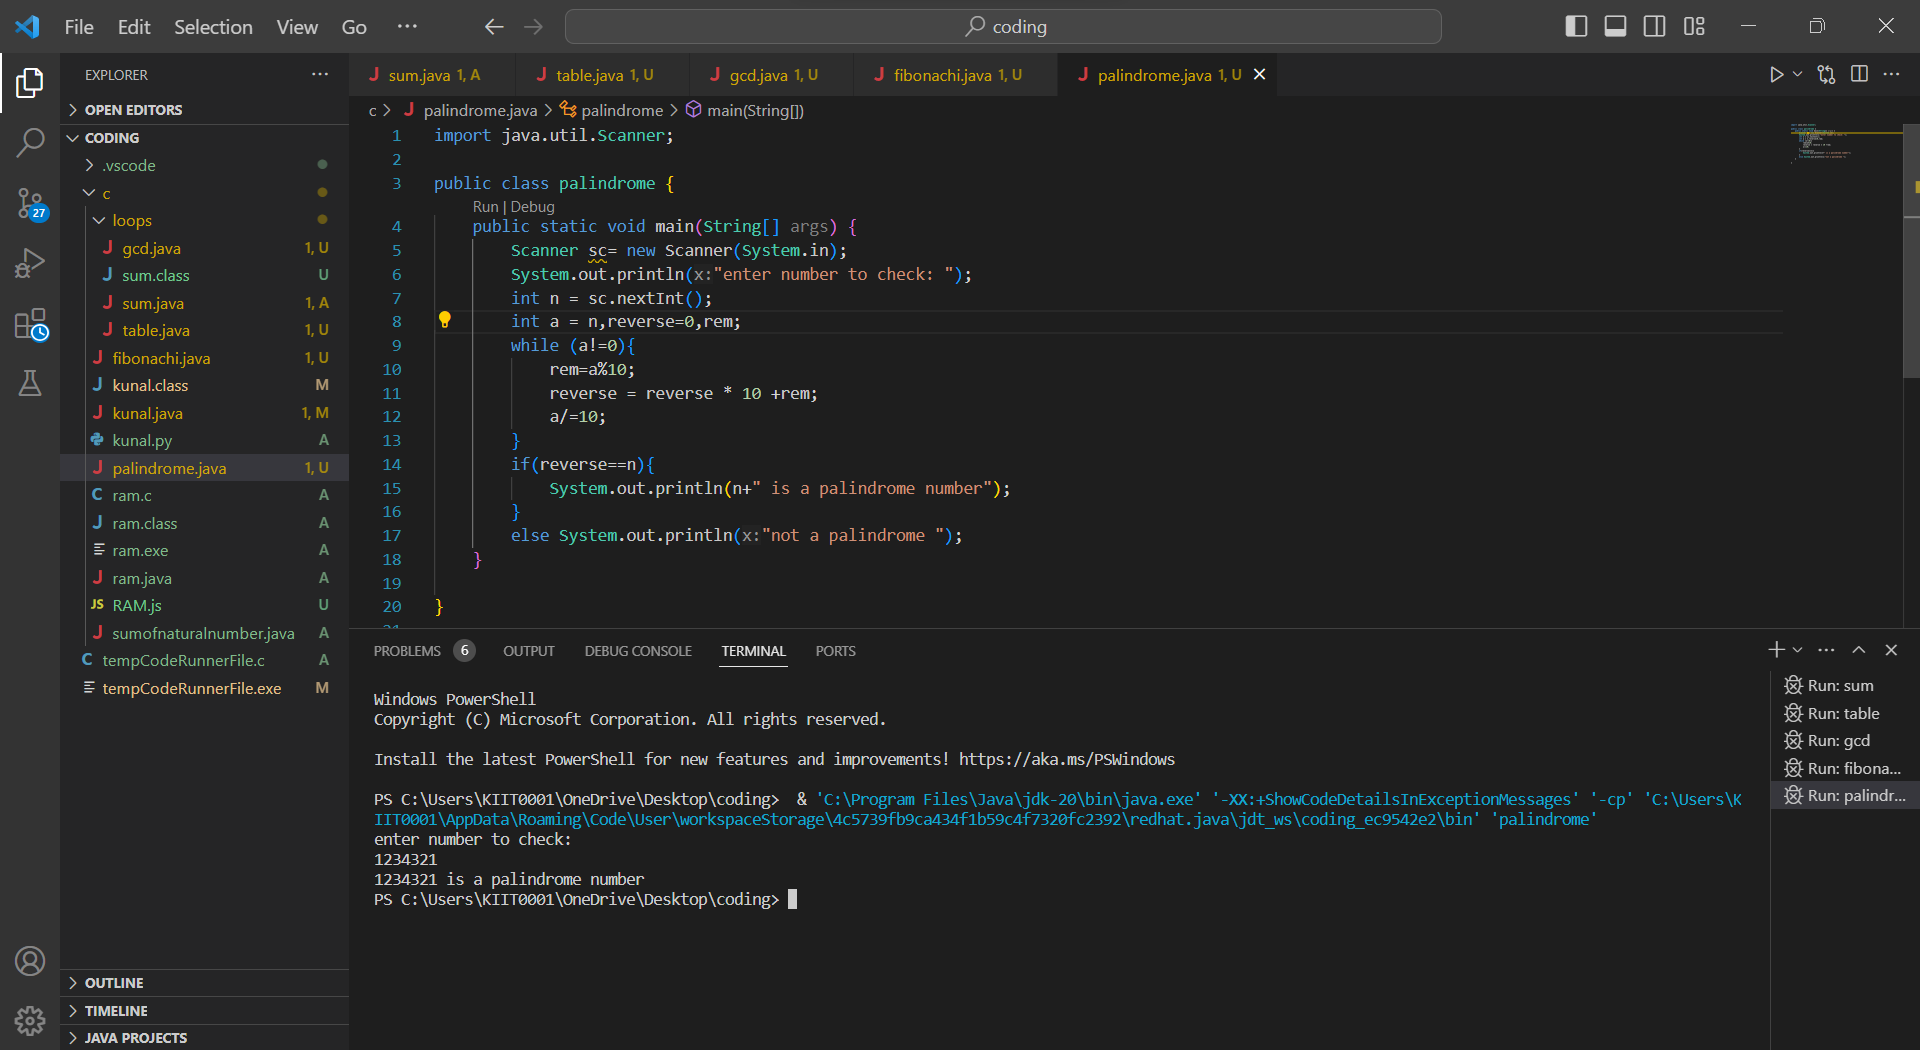 File Edit Selection View Go ··· coding
EXPLORER ···
OPEN EDITORS
CODING
.vscode
c
loops
gcd.java 1, U
sum.class U
sum.java 1, A
table.java 1, U
fibonachi.java 1, U
kunal.class M
kunal.java 1, M
kunal.py A
palindrome.java 1, U
ram.c A
ram.class A
ram.exe A
ram.java A
RAM.js U
sumofnaturalnumber.java A
tempCodeRunnerFile.c A
tempCodeRunnerFile.exe M
27
OUTLINE
TIMELINE
JAVA PROJECTS
sum.java 1, A table.java 1, U gcd.java 1, U fibonachi.java 1, U palindrome.java 1, U
c > palindrome.java > palindrome > main(String[])
1 import java.util.Scanner;
2
3 public class palindrome {
Run | Debug
4 public static void main(String[] args) {
5 Scanner sc= new Scanner(System.in);
6 System.out.println(x:"enter number to check: ");
7 int n = sc.nextInt();
8 int a = n,reverse=0,rem;
9 while (a!=0){
10 rem=a%10;
11 reverse = reverse * 10 +rem;
12 a/=10;
13 }
14 if(reverse==n){
15 System.out.println(n+" is a palindrome number");
16 }
17 else System.out.println(x:"not a palindrome ");
18 }
19
20 }
PROBLEMS 6 OUTPUT DEBUG CONSOLE TERMINAL PORTS
Windows PowerShell
Copyright (C) Microsoft Corporation. All rights reserved.
Install the latest PowerShell for new features and improvements! https://aka.ms/PSWindows
PS C:\Users\KIIT0001\OneDrive\Desktop\coding>  & 'C:\Program Files\Java\jdk-20\bin\java.exe' '-XX:+ShowCodeDetailsInExceptionMessages' '-cp' 'C:\Users\K
IIT0001\AppData\Roaming\Code\User\workspaceStorage\4c5739fb9ca434f1b59c4f7320fc2392\redhat.java\jdt_ws\coding_ec9542e2\bin' 'palindrome'
enter number to check:
1234321
1234321 is a palindrome number
PS C:\Users\KIIT0001\OneDrive\Desktop\coding>
Run: sum
Run: table
Run: gcd
Run: fibona...
Run: palindr...